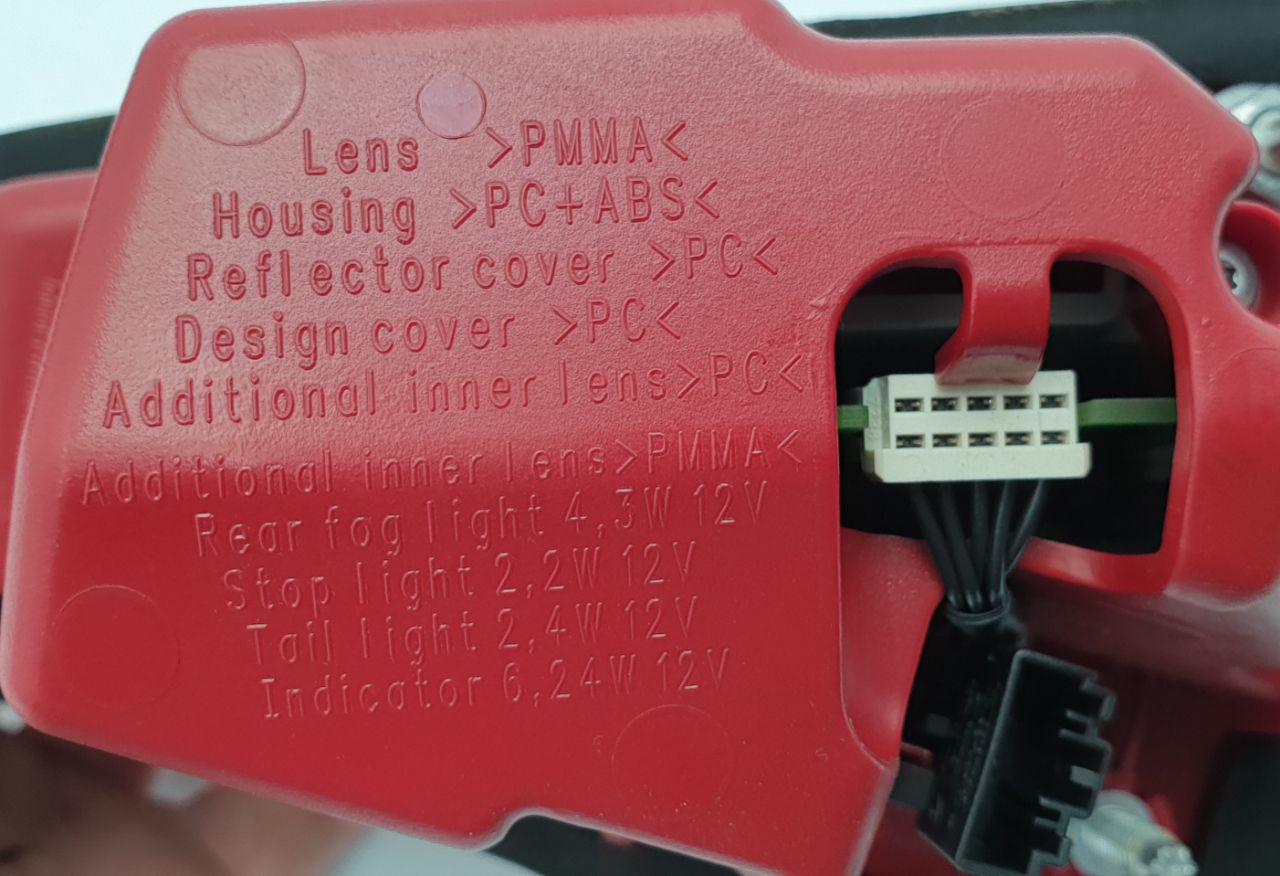 Lens >PMMA<
Housing >PC+ABS<
Reflector cover >PC<
Design cover >PC<
Additional inner lens>PC<
Additional inner lens>PMMA<
Rear fog light 4,3W 12V
Stop light 2,2W 12V
Tail light 2,4W 12V
Indicator 6,24W 12V